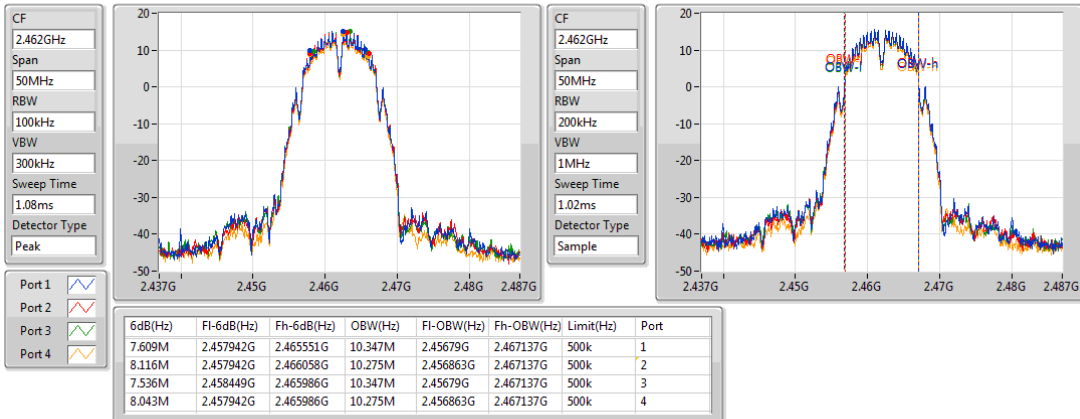 CF
2.462GHz
Span
50MHz
RBW
100kHz
VBW
300kHz
Sweep Time
1.08ms
Detector Type
Peak
20
10
0
-10
-20
-30
-40
-50
2.437G 2.45G 2.46G 2.47G 2.48G 2.487G
CF
2.462GHz
Span
50MHz
RBW
200kHz
VBW
1MHz
Sweep Time
1.02ms
Detector Type
Sample
20
10
0
-10
-20
-30
-40
-50
OBW-l OBW-h
2.437G 2.45G 2.46G 2.47G 2.48G 2.487G
Port 1
Port 2
Port 3
Port 4
6dB(Hz) Fl-6dB(Hz) Fh-6dB(Hz) OBW(Hz) Fl-OBW(Hz) Fh-OBW(Hz) Limit(Hz) Port
7.609M 2.457942G 2.465551G 10.347M 2.45679G 2.467137G 500k 1
8.116M 2.457942G 2.466058G 10.275M 2.456863G 2.467137G 500k 2
7.536M 2.458449G 2.465986G 10.347M 2.45679G 2.467137G 500k 3
8.043M 2.457942G 2.465986G 10.275M 2.456863G 2.467137G 500k 4